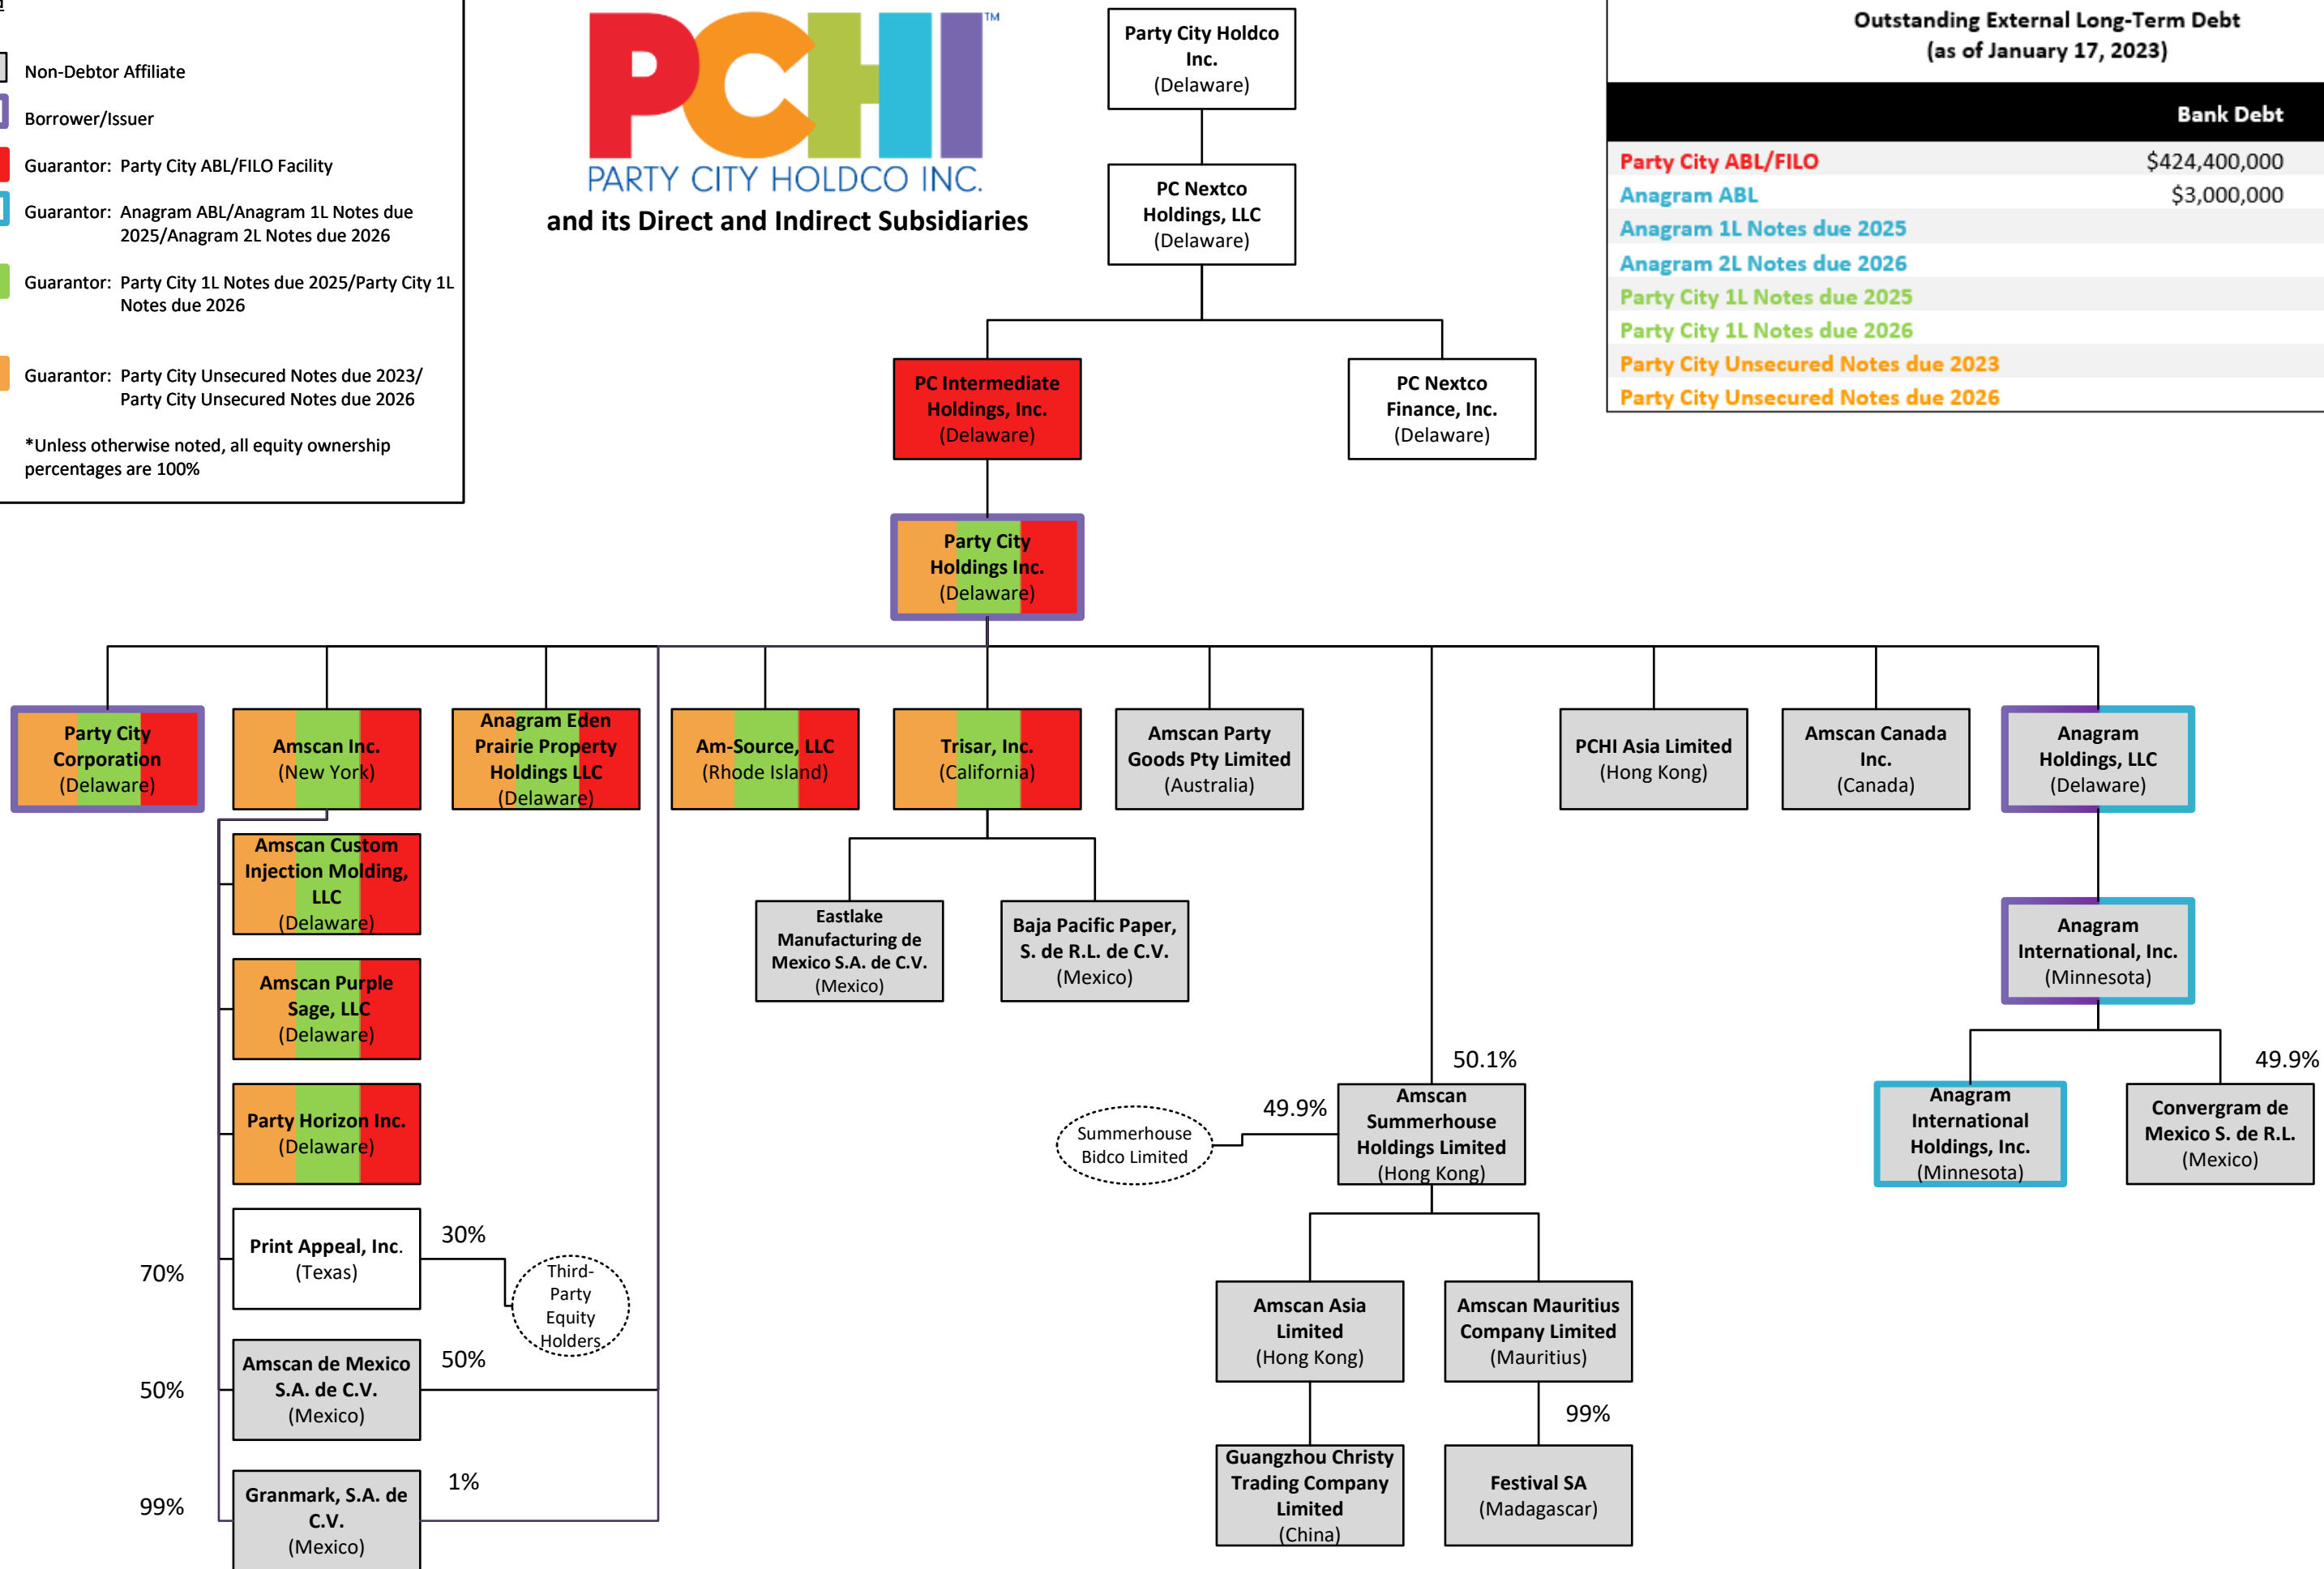 Non-Debtor Affiliate
Borrower/Issuer
Guarantor: Party City ABL/FILO Facility
Guarantor: Anagram ABL/Anagram 1L Notes due
2025/Anagram 2L Notes due 2026
Guarantor: Party City 1L Notes due 2025/Party City 1L
Notes due 2026
Guarantor: Party City Unsecured Notes due 2023/
Party City Unsecured Notes due 2026
*Unless otherwise noted, all equity ownership
percentages are 100%
PCHI™
PARTY CITY HOLDCO INC.
and its Direct and Indirect Subsidiaries
Outstanding External Long-Term Debt
(as of January 17, 2023)
Bank Debt
Party City ABL/FILO $424,400,000
Anagram ABL $3,000,000
Anagram 1L Notes due 2025
Anagram 2L Notes due 2026
Party City 1L Notes due 2025
Party City 1L Notes due 2026
Party City Unsecured Notes due 2023
Party City Unsecured Notes due 2026
Party City Holdco
Inc.
(Delaware)
PC Nextco
Holdings, LLC
(Delaware)
PC Intermediate
Holdings, Inc.
(Delaware)
PC Nextco
Finance, Inc.
(Delaware)
Party City
Holdings Inc.
(Delaware)
Party City
Corporation
(Delaware)
Amscan Inc.
(New York)
Anagram Eden
Prairie Property
Holdings LLC
(Delaware)
Am-Source, LLC
(Rhode Island)
Trisar, Inc.
(California)
Amscan Party
Goods Pty Limited
(Australia)
PCHI Asia Limited
(Hong Kong)
Amscan Canada
Inc.
(Canada)
Anagram
Holdings, LLC
(Delaware)
Amscan Custom
Injection Molding,
LLC
(Delaware)
Amscan Purple
Sage, LLC
(Delaware)
Party Horizon Inc.
(Delaware)
70%
Print Appeal, Inc.
(Texas)
30%
Third-
Party
Equity
Holders
50%
Amscan de Mexico
S.A. de C.V.
(Mexico)
50%
99%
Granmark, S.A. de
C.V.
(Mexico)
1%
Eastlake
Manufacturing de
Mexico S.A. de C.V.
(Mexico)
Baja Pacific Paper,
S. de R.L. de C.V.
(Mexico)
Summerhouse
Bidco Limited
49.9%
50.1%
Amscan
Summerhouse
Holdings Limited
(Hong Kong)
Amscan Asia
Limited
(Hong Kong)
Amscan Mauritius
Company Limited
(Mauritius)
99%
Guangzhou Christy
Trading Company
Limited
(China)
Festival SA
(Madagascar)
Anagram
International, Inc.
(Minnesota)
49.9%
Anagram
International
Holdings, Inc.
(Minnesota)
Convergram de
Mexico S. de R.L.
(Mexico)